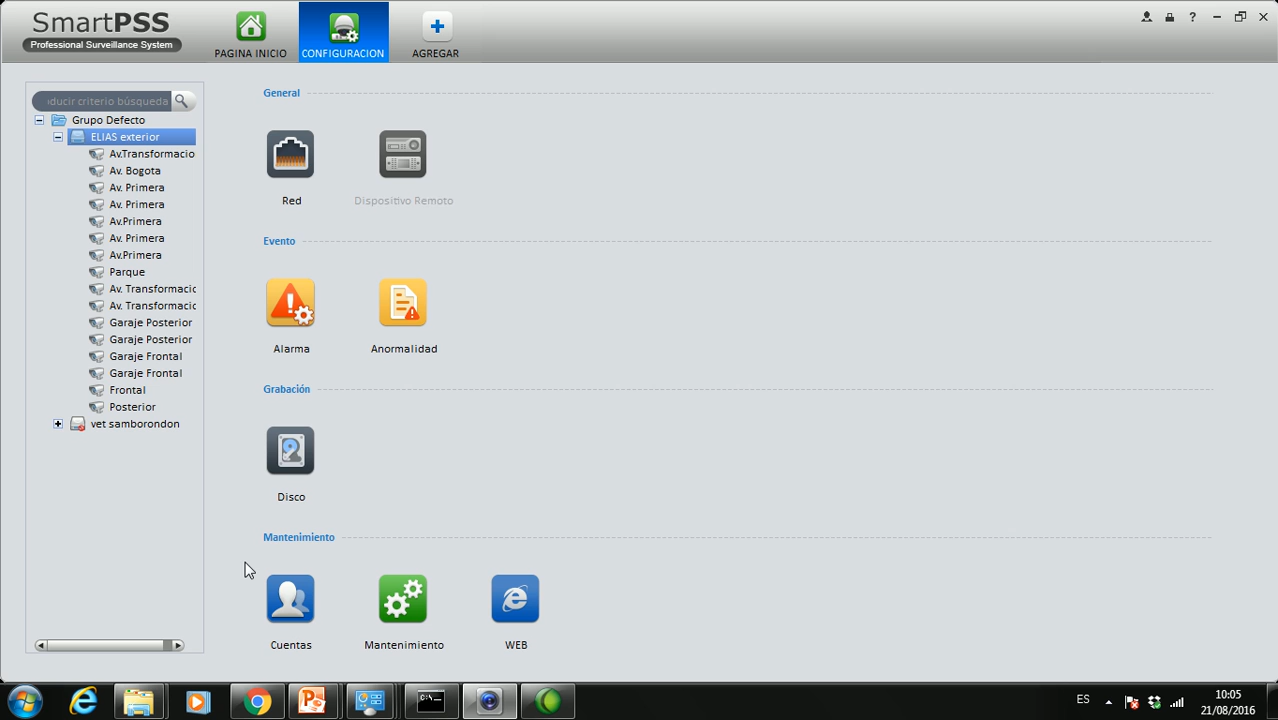 SmartPSS
Professional Surveillance System
PAGINA INICIO
CONFIGURACION
AGREGAR
ducir criterio búsqueda
Grupo Defecto
ELIAS exterior
Av.Transformacio
Av. Bogota
Av. Primera
Av. Primera
Av.Primera
Av. Primera
Av.Primera
Parque
Av. Transformacic
Av. Transformacic
Garaje Posterior
Garaje Posterior
Garaje Frontal
Garaje Frontal
Frontal
Posterior
vet samborondon
General
Red
Dispositivo Remoto
Evento
Alarma
Anormalidad
Grabación
Disco
Mantenimiento
Cuentas
Mantenimiento
WEB
ES
10:05
21/08/2016